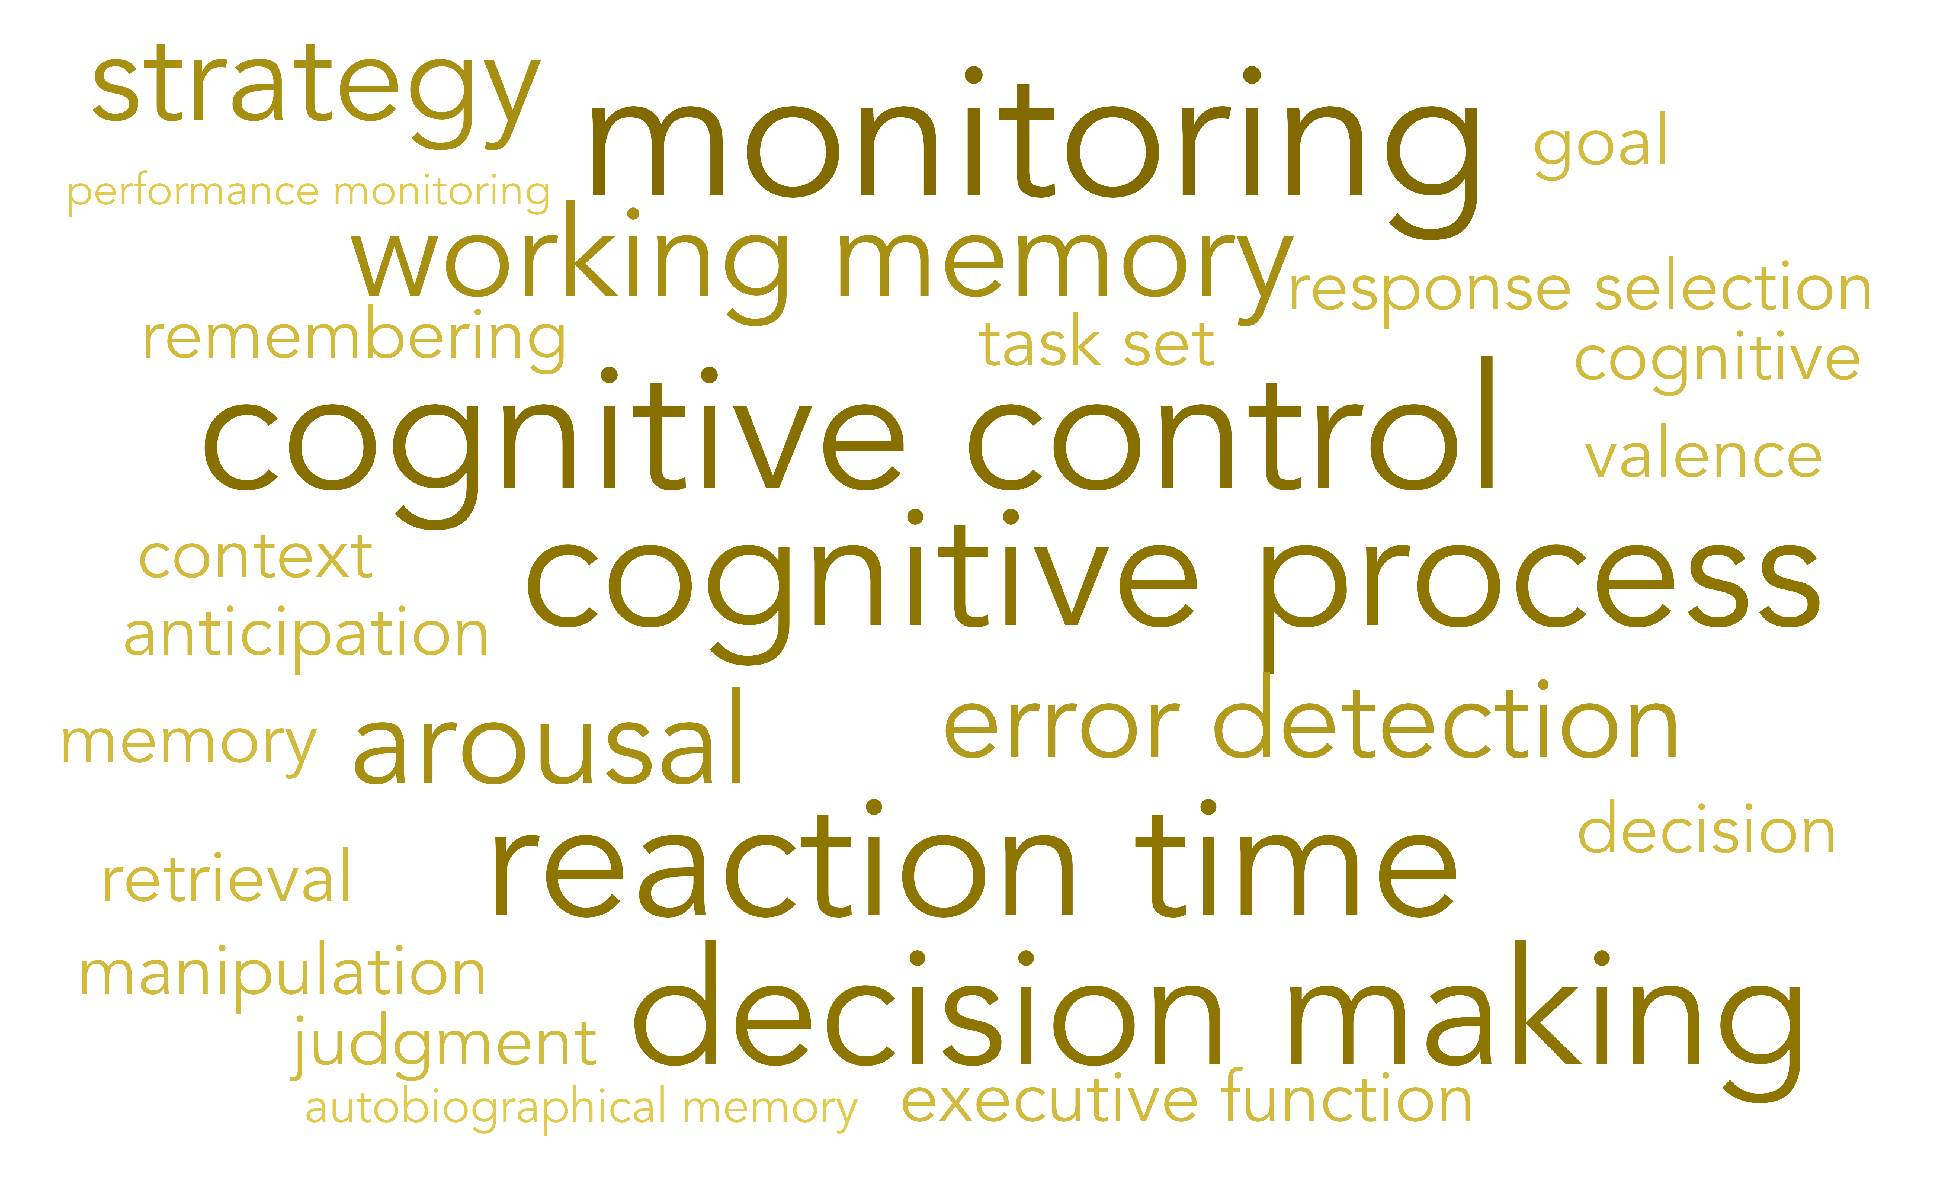 strategy
monitoring
goal
performance monitoring
working memory
response selection
remembering
task set
cognitive
cognitive control
valence
context
cognitive process
anticipation
memory
arousal
error detection
reaction time
decision
retrieval
manipulation
decision making
judgment
autobiographical memory
executive function